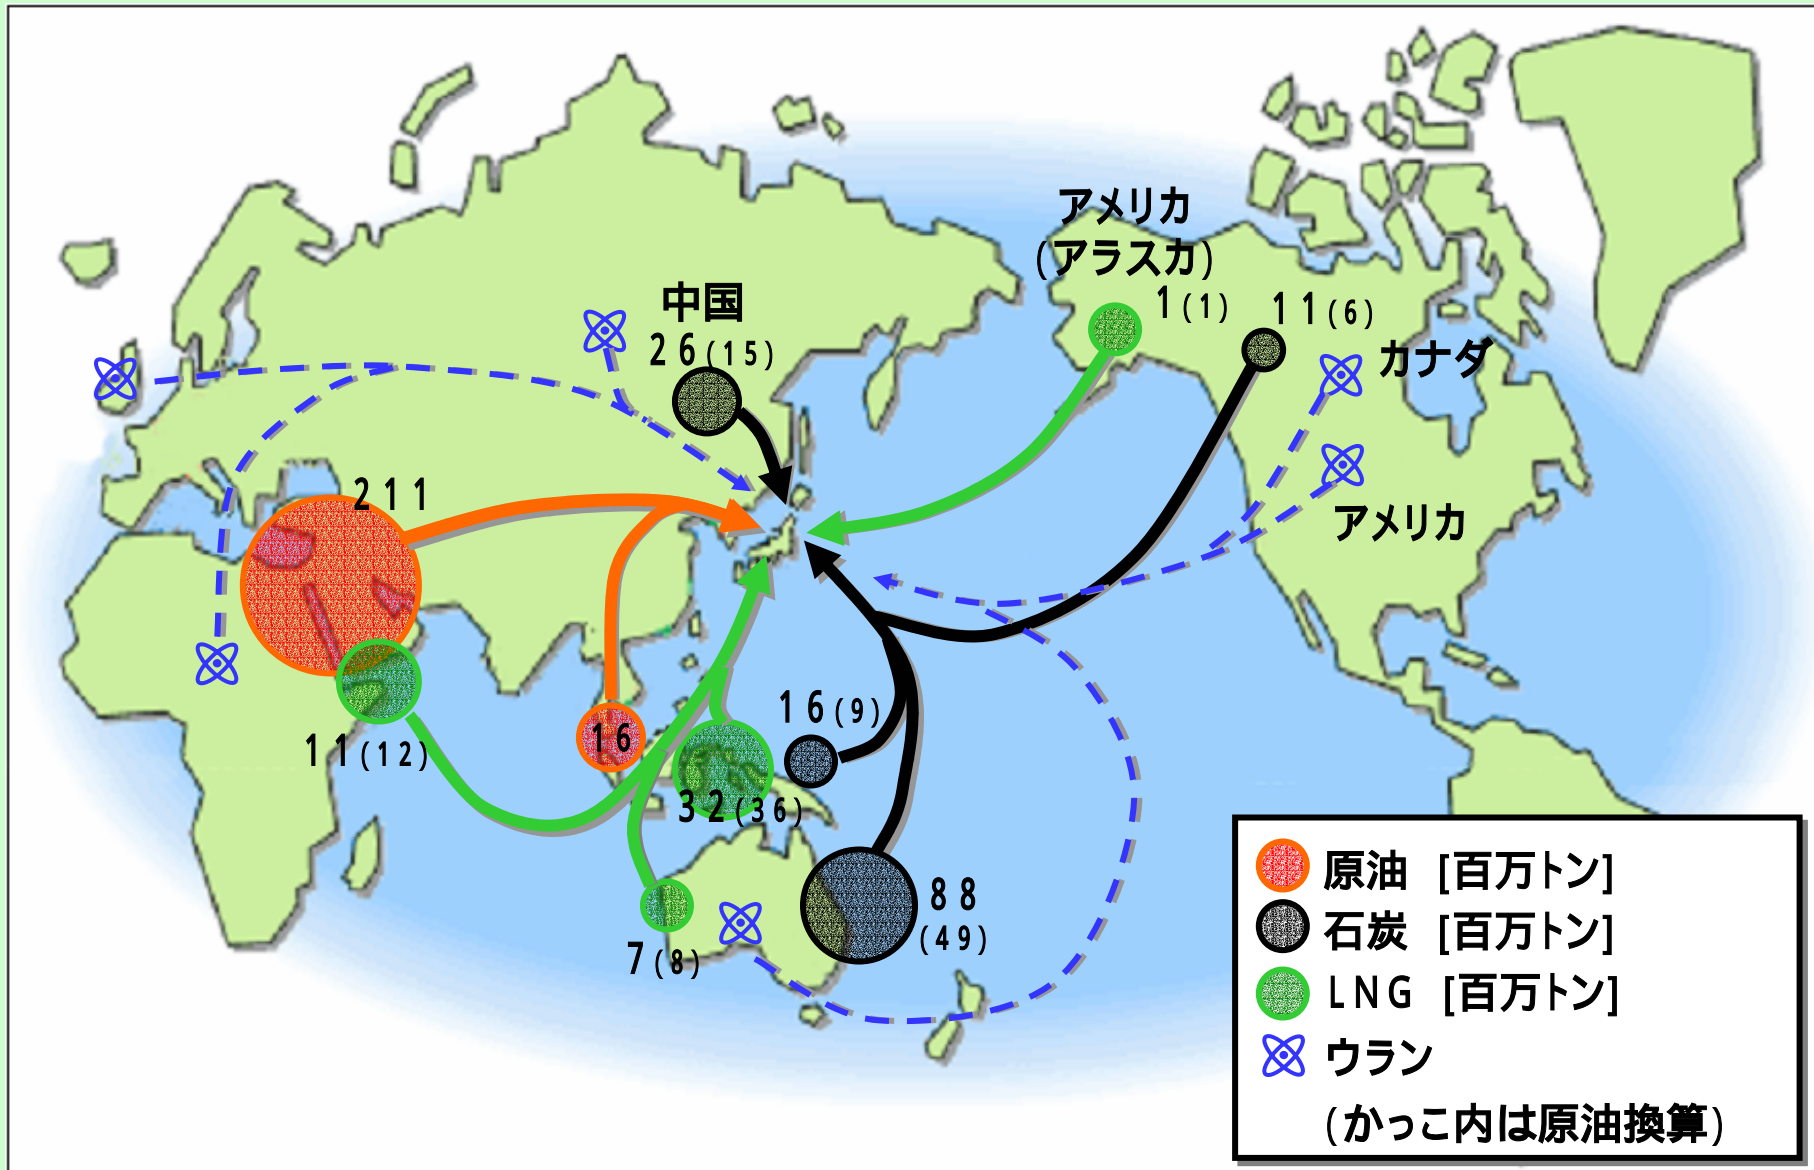 アメリカ
(アラスカ)
1(1)
11(6)
中国
26(15)
カナダ
アメリカ
211
16
11(12)
16(9)
32(36)
88
(49)
7(8)
原油 [百万トン]
石炭 [百万トン]
LNG [百万トン]
ウラン
(かっこ内は原油換算)